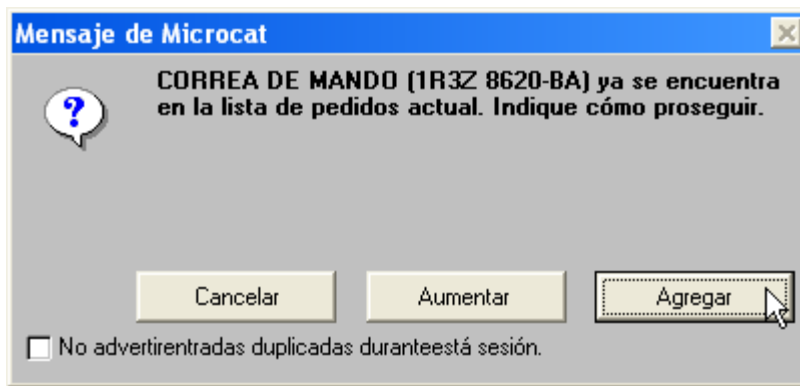 Mensaje de Microcat
CORREA DE MANDO (1R3Z 8620-BA) ya se encuentra
en la lista de pedidos actual. Indique cómo proseguir.
Cancelar
Aumentar
Agregar
No advertirentradas duplicadas duranteestá sesión.